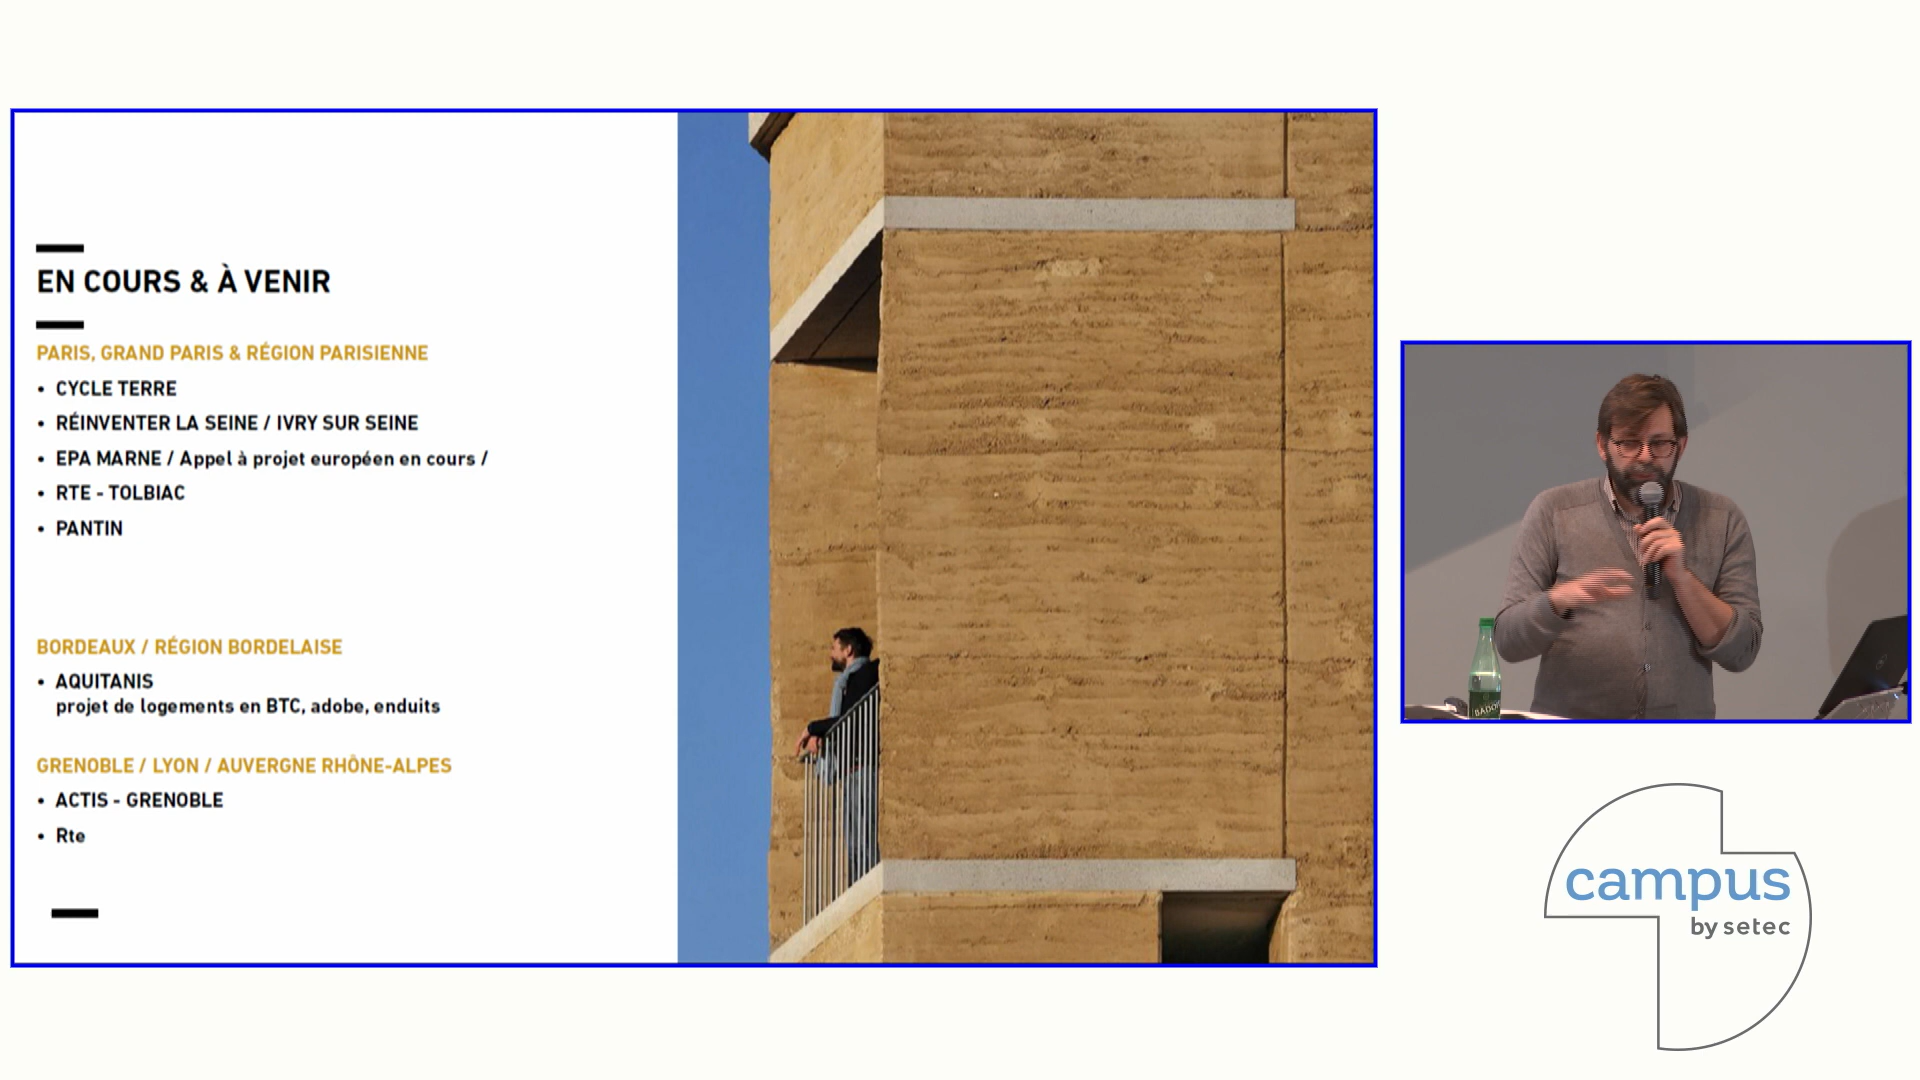 EN COURS & À VENIR
PARIS, GRAND PARIS & RÉGION PARISIENNE
• CYCLE TERRE
• RÉINVENTER LA SEINE / IVRY SUR SEINE
• EPA MARNE / Appel à projet européen en cours /
• RTE - TOLBIAC
• PANTIN
BORDEAUX / RÉGION BORDELAISE
• AQUITANIS
projet de logements en BTC, adobe, enduits
GRENOBLE / LYON / AUVERGNE RHÔNE-ALPES
• ACTIS - GRENOBLE
• Rte
BADOI
campus
by setec